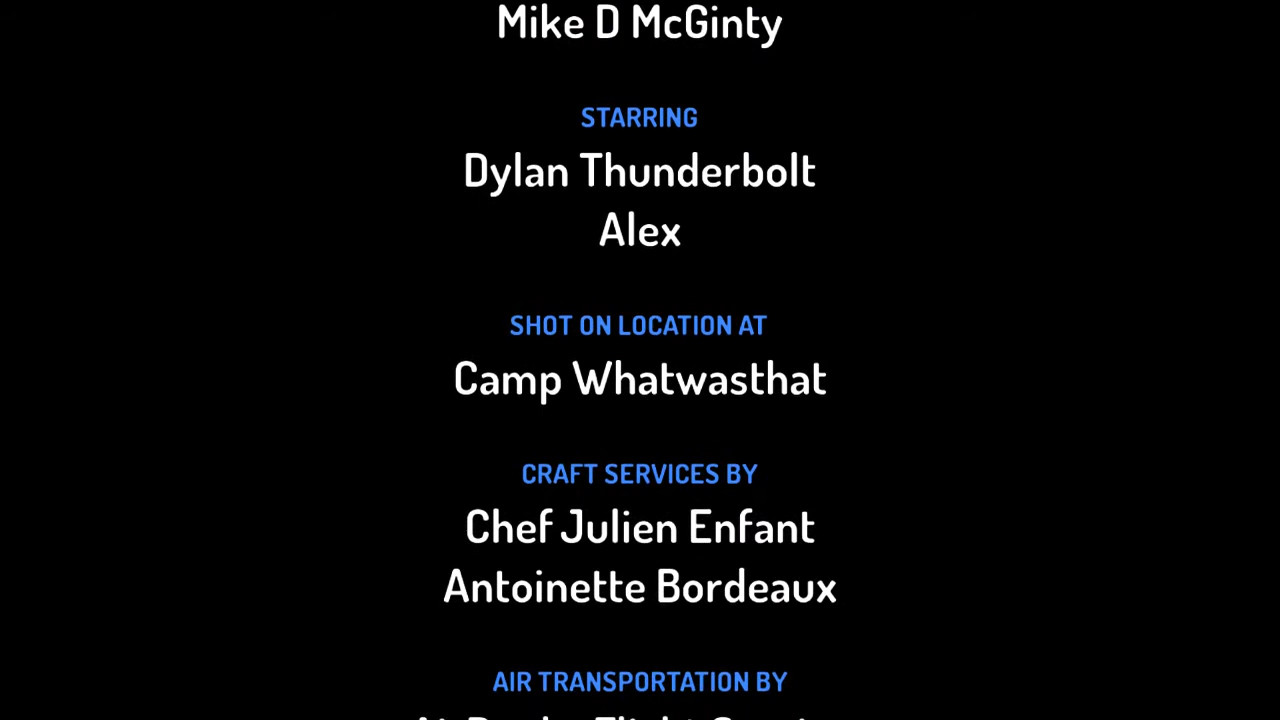 Mike D McGinty
STARRING
Dylan Thunderbolt
Alex
SHOT ON LOCATION AT
Camp Whatwasthat
CRAFT SERVICES BY
Chef Julien Enfant
Antoinette Bordeaux
AIR TRANSPORTATION BY